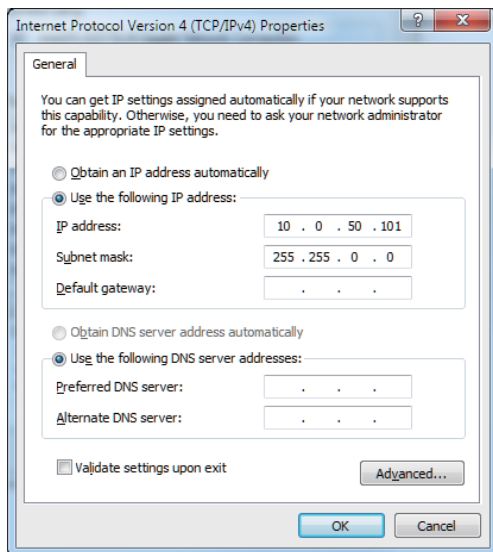 Internet Protocol Version 4 (TCP/IPv4) Properties
?
X
General
You can get IP settings assigned automatically if your network supports
this capability. Otherwise, you need to ask your network administrator
for the appropriate IP settings.
Obtain an IP address automatically
Use the following IP address:
IP address: 10 . 0 . 50 . 101
Subnet mask: 255 . 255 . 0 . 0
Default gateway: . . .
Obtain DNS server address automatically
Use the following DNS server addresses:
Preferred DNS server: . . .
Alternate DNS server: . . .
Validate settings upon exit
Advanced...
OK Cancel